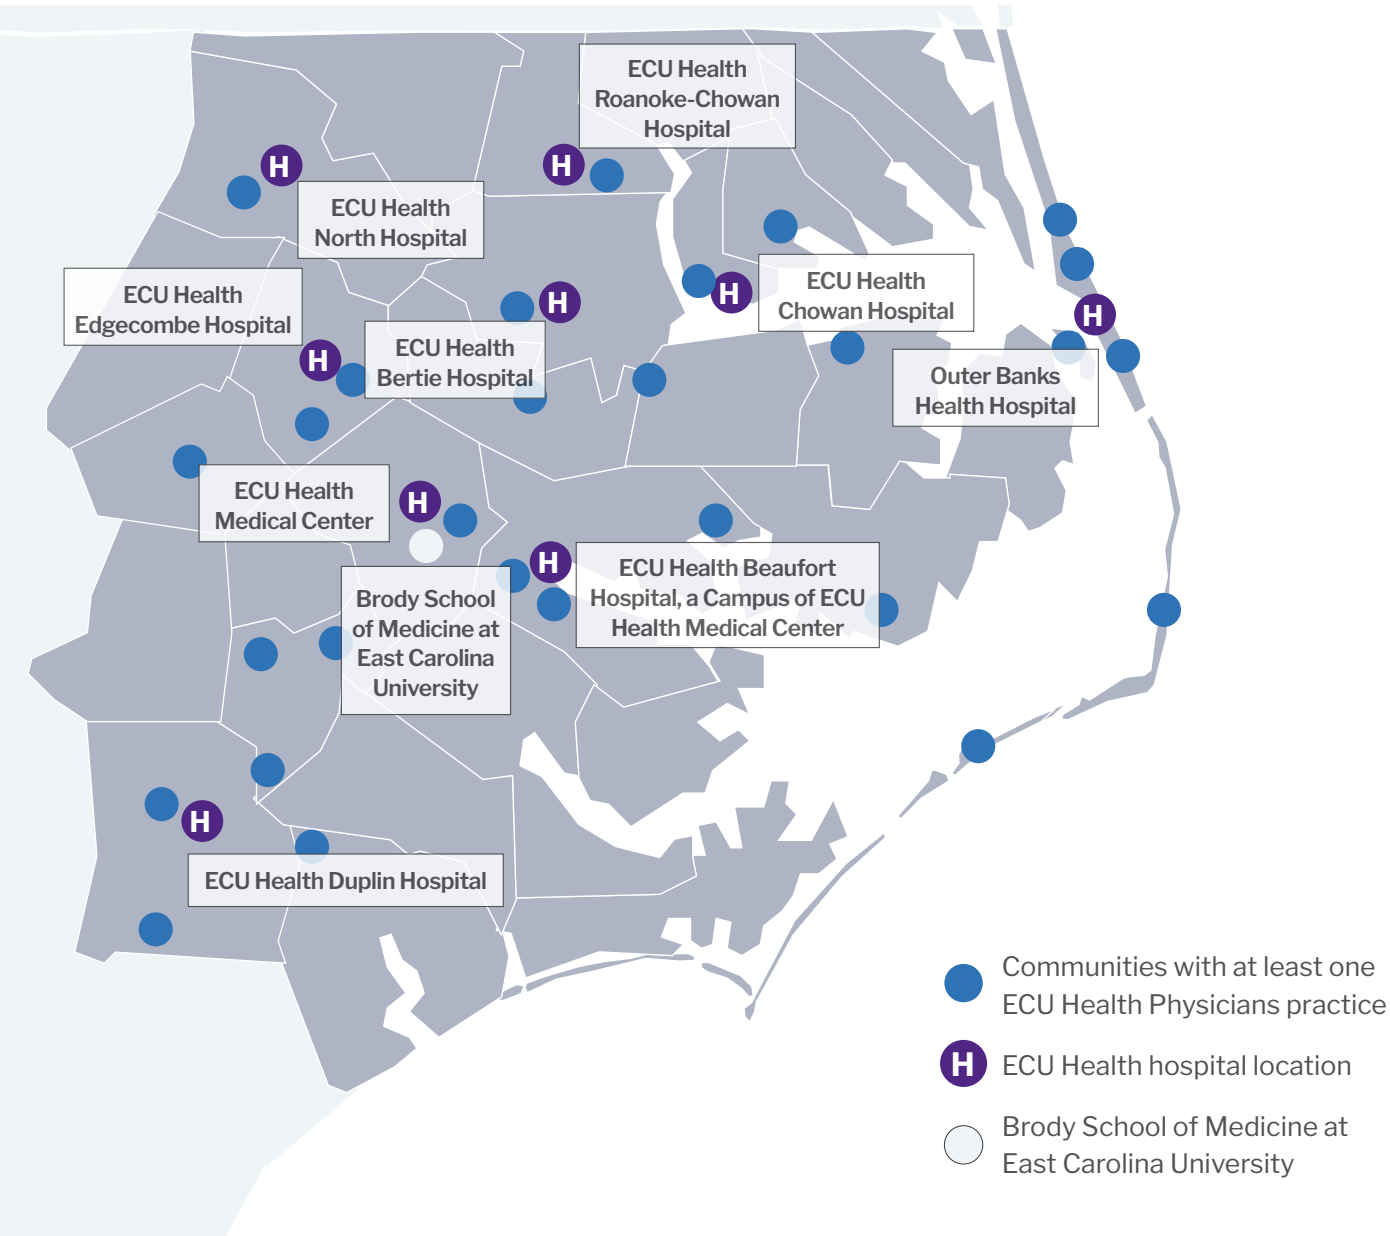 ECU Health
Roanoke-Chowan
Hospital
H
H
ECU Health
North Hospital
ECU Health
Edgecombe Hospital
H
H
ECU Health
Chowan Hospital
H
H
ECU Health
Bertie Hospital
Outer Banks
Health Hospital
ECU Health
Medical Center
H
H
ECU Health Beaufort
Hospital, a Campus of ECU
Health Medical Center
Brody School
of Medicine at
East Carolina
University
H
ECU Health Duplin Hospital
Communities with at least one
ECU Health Physicians practice
H
ECU Health hospital location
Brody School of Medicine at
East Carolina University